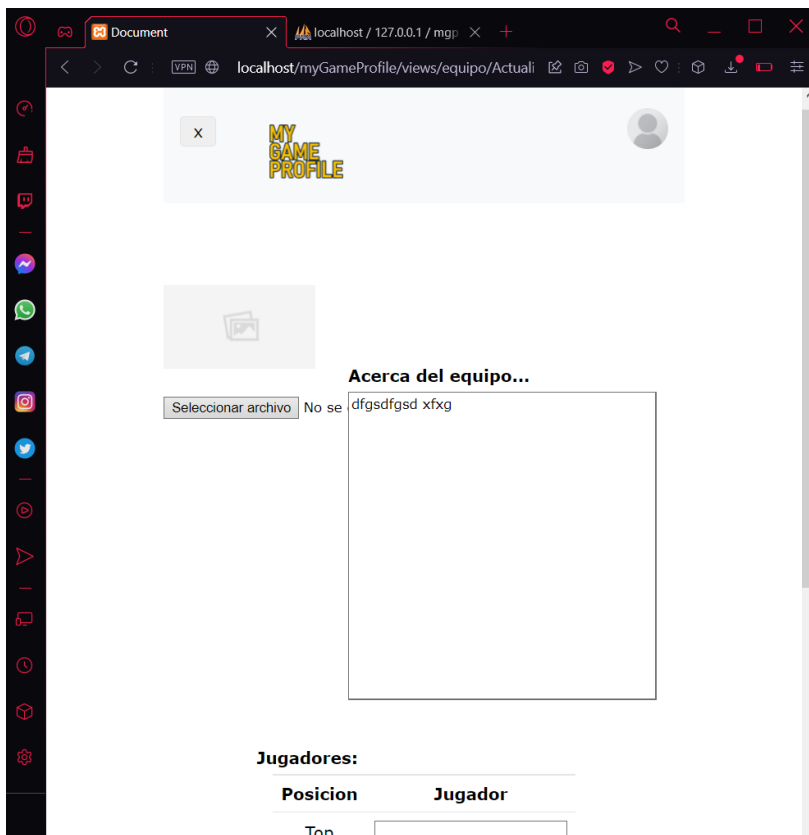 Document
localhost / 127.0.0.1 / mgp
VPN
localhost/myGameProfile/views/equipo/Actuali
X
MY
GAME
PROFILE
Acerca del equipo...
Seleccionar archivo No se
dfgsdfgsd xfxg
Jugadores:
Posicion Jugador
Top